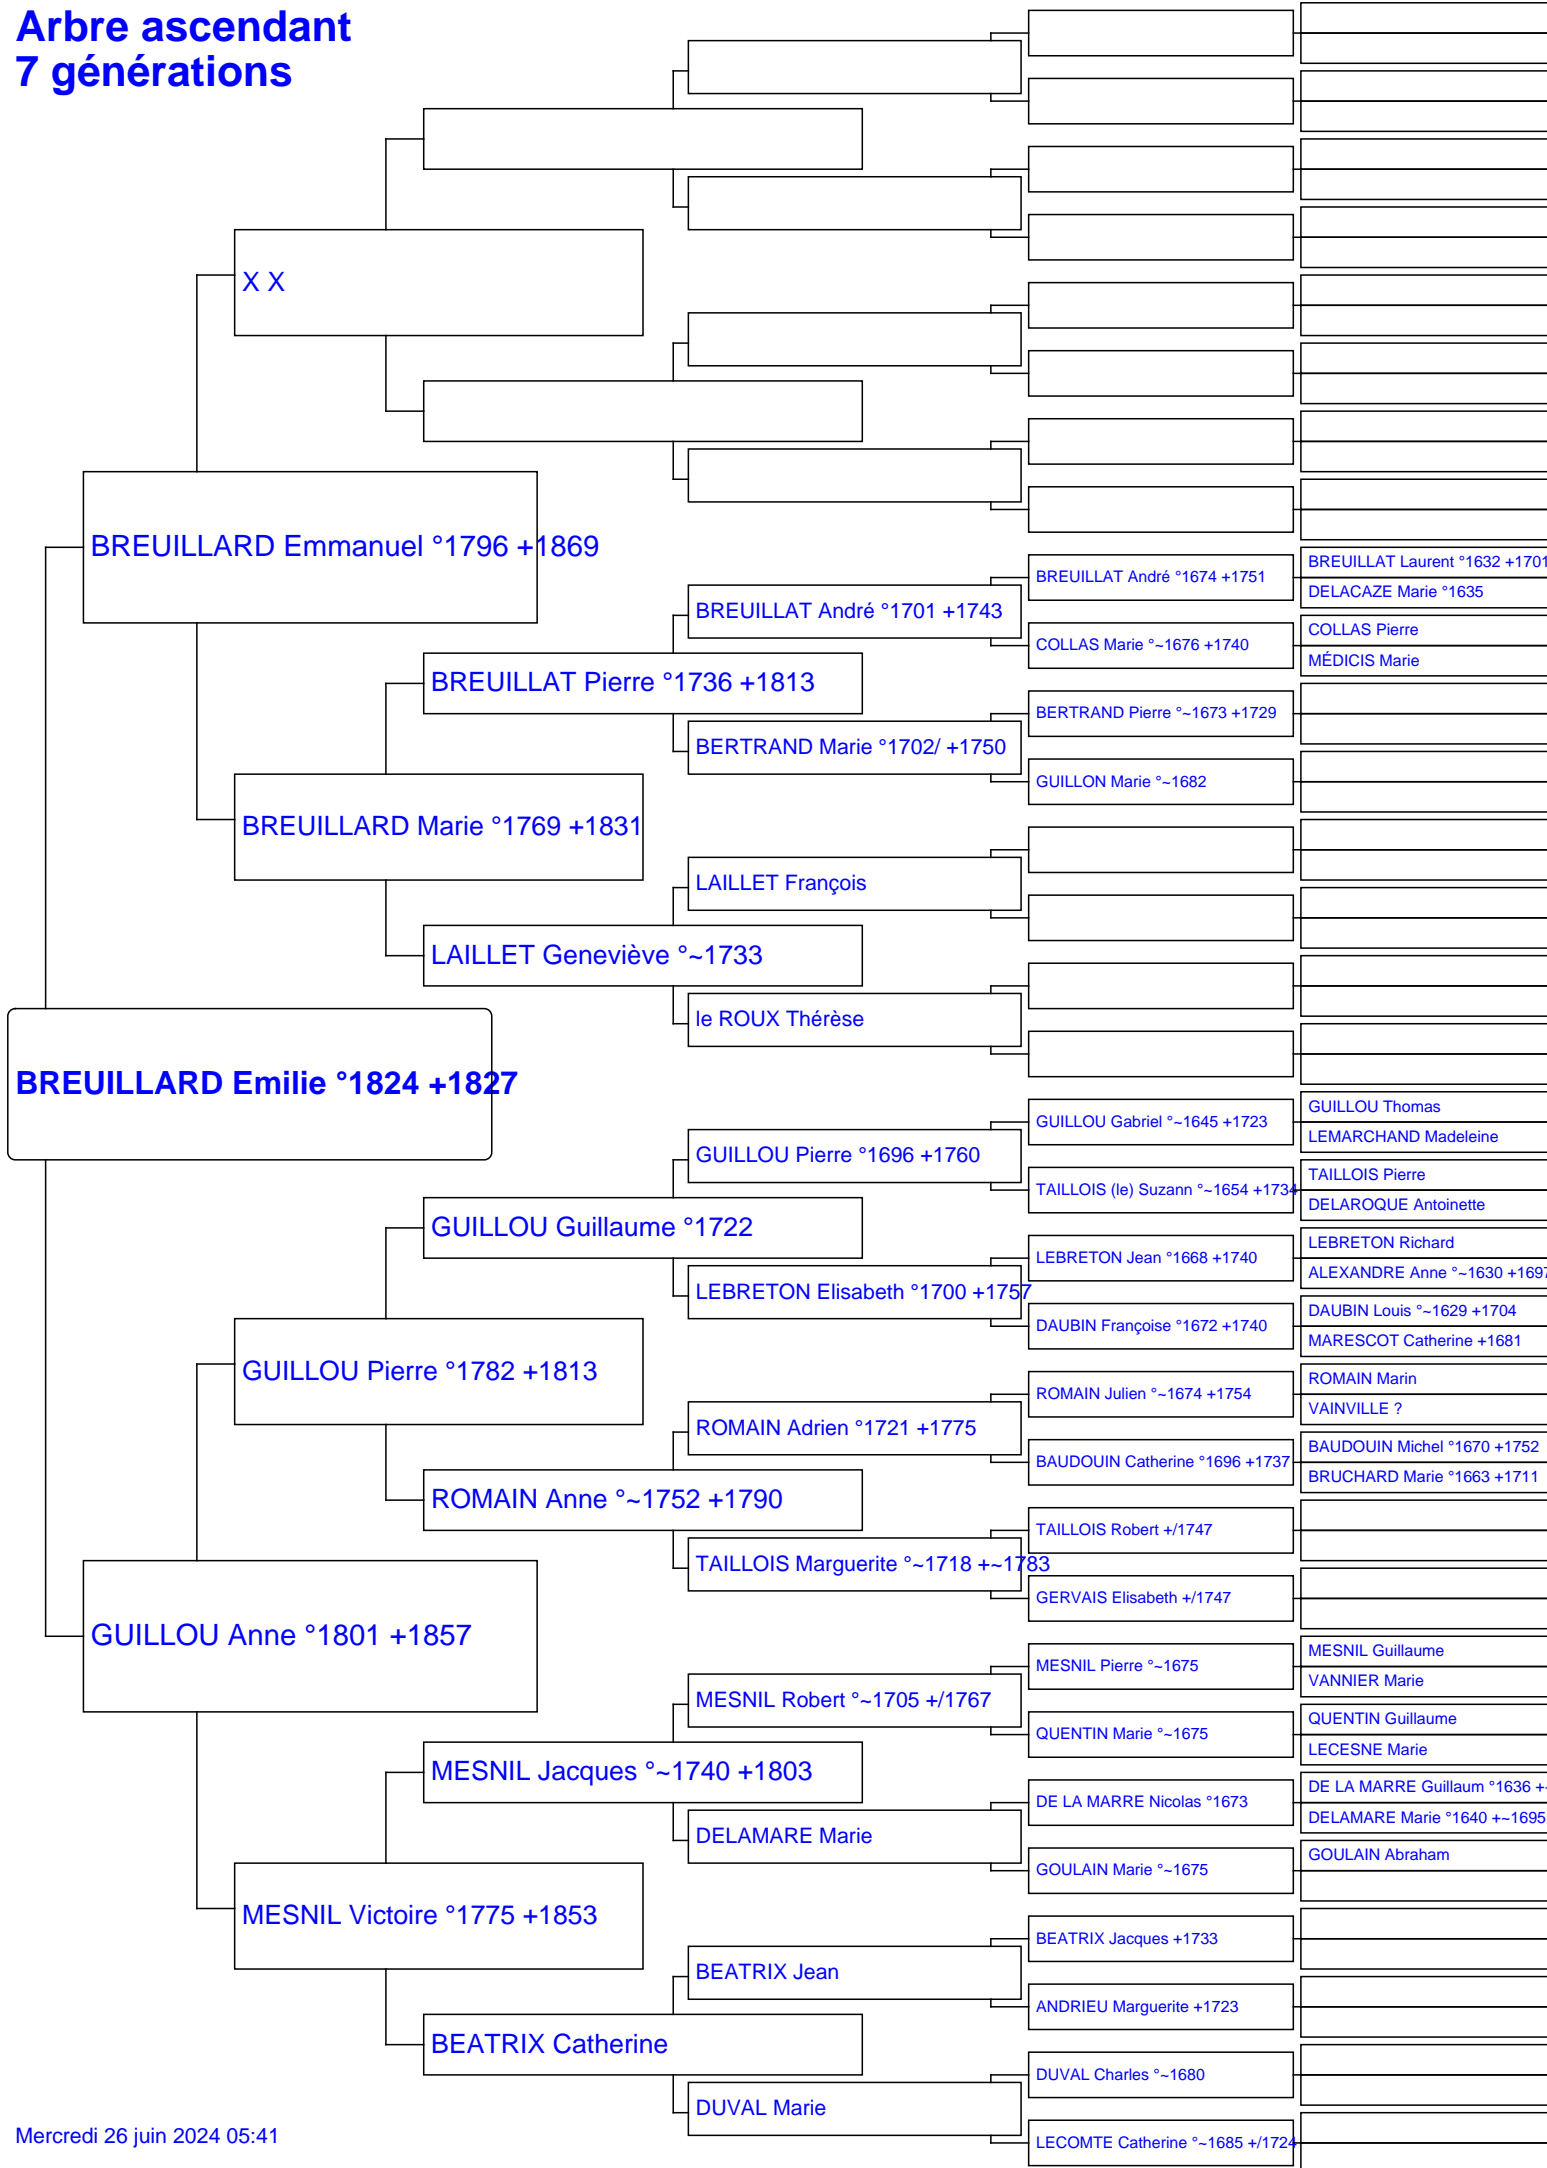 Arbre ascendant
7 générations
X X
BREUILLARD Emmanuel °1796 +1869
BREUILLAT André °1674 +1751
BREUILLAT Laurent °1632 +1701
DELACAZE Marie °1635
BREUILLAT André °1701 +1743
COLLAS Marie °~1676 +1740
COLLAS Pierre
MÉDICIS Marie
BREUILLAT Pierre °1736 +1813
BERTRAND Pierre °~1673 +1729
BERTRAND Marie °1702/ +1750
GUILLON Marie °~1682
BREUILLARD Marie °1769 +1831
LAILLET François
LAILLET Geneviève °~1733
le ROUX Thérèse
BREUILLARD Emilie °1824 +1827
GUILLOU Gabriel °~1645 +1723
GUILLOU Thomas
LEMARCHAND Madeleine
GUILLOU Pierre °1696 +1760
TAILLOIS (le) Suzann °~1654 +1734
TAILLOIS Pierre
DELAROQUE Antoinette
GUILLOU Guillaume °1722
LEBRETON Jean °1668 +1740
LEBRETON Richard
ALEXANDRE Anne °~1630 +1697
LEBRETON Elisabeth °1700 +1757
DAUBIN Françoise °1672 +1740
DAUBIN Louis °~1629 +1704
MARESCOT Catherine +1681
GUILLOU Pierre °1782 +1813
ROMAIN Julien °~1674 +1754
ROMAIN Marin
VAINVILLE ?
ROMAIN Adrien °1721 +1775
BAUDOUIN Catherine °1696 +1737
BAUDOUIN Michel °1670 +1752
BRUCHARD Marie °1663 +1711
ROMAIN Anne °~1752 +1790
TAILLOIS Robert +/1747
TAILLOIS Marguerite °~1718 +~1783
GERVAIS Elisabeth +/1747
GUILLOU Anne °1801 +1857
MESNIL Pierre °~1675
MESNIL Guillaume
VANNIER Marie
MESNIL Robert °~1705 +/1767
QUENTIN Marie °~1675
QUENTIN Guillaume
LECESNE Marie
MESNIL Jacques °~1740 +1803
DE LA MARRE Nicolas °1673
DE LA MARRE Guillaum °1636 +
DELAMARE Marie °1640 +~1695
DELAMARE Marie
GOULAIN Marie °~1675
GOULAIN Abraham
MESNIL Victoire °1775 +1853
BEATRIX Jacques +1733
BEATRIX Jean
ANDRIEU Marguerite +1723
BEATRIX Catherine
DUVAL Charles °~1680
DUVAL Marie
LECOMTE Catherine °~1685 +/1724
Mercredi 26 juin 2024 05:41